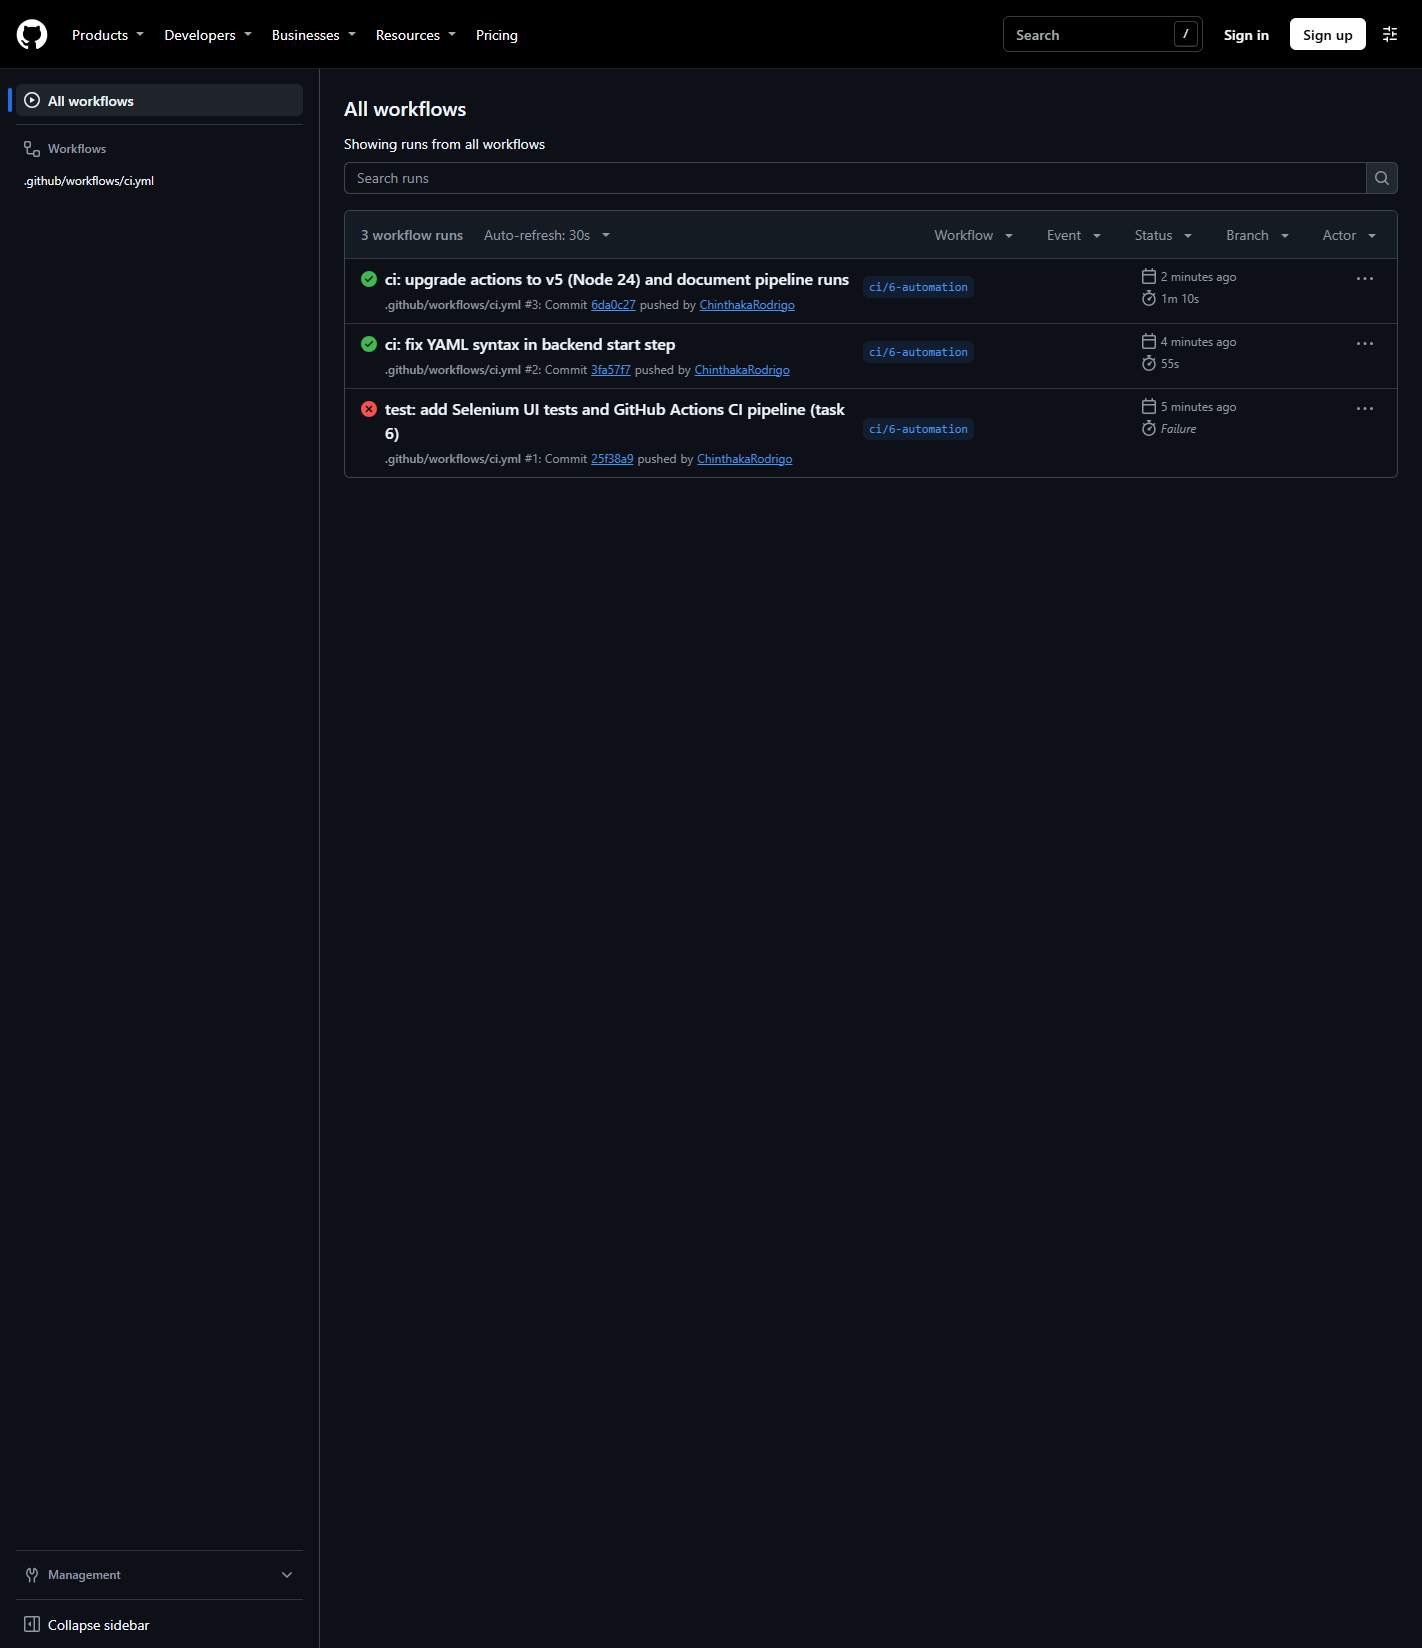 Products Developers Businesses Resources Pricing Search / Sign in Sign up
All workflows
Workflows
.github/workflows/ci.yml
All workflows
Showing runs from all workflows
Search runs
3 workflow runs Auto-refresh: 30s Workflow Event Status Branch Actor
ci: upgrade actions to v5 (Node 24) and document pipeline runs
.github/workflows/ci.yml #3: Commit 6da0c27 pushed by ChinthakaRodrigo
ci/6-automation
2 minutes ago
1m 10s
ci: fix YAML syntax in backend start step
.github/workflows/ci.yml #2: Commit 3fa57f7 pushed by ChinthakaRodrigo
ci/6-automation
4 minutes ago
55s
test: add Selenium UI tests and GitHub Actions CI pipeline (task
6)
.github/workflows/ci.yml #1: Commit 25f38a9 pushed by ChinthakaRodrigo
ci/6-automation
5 minutes ago
Failure
Management
Collapse sidebar